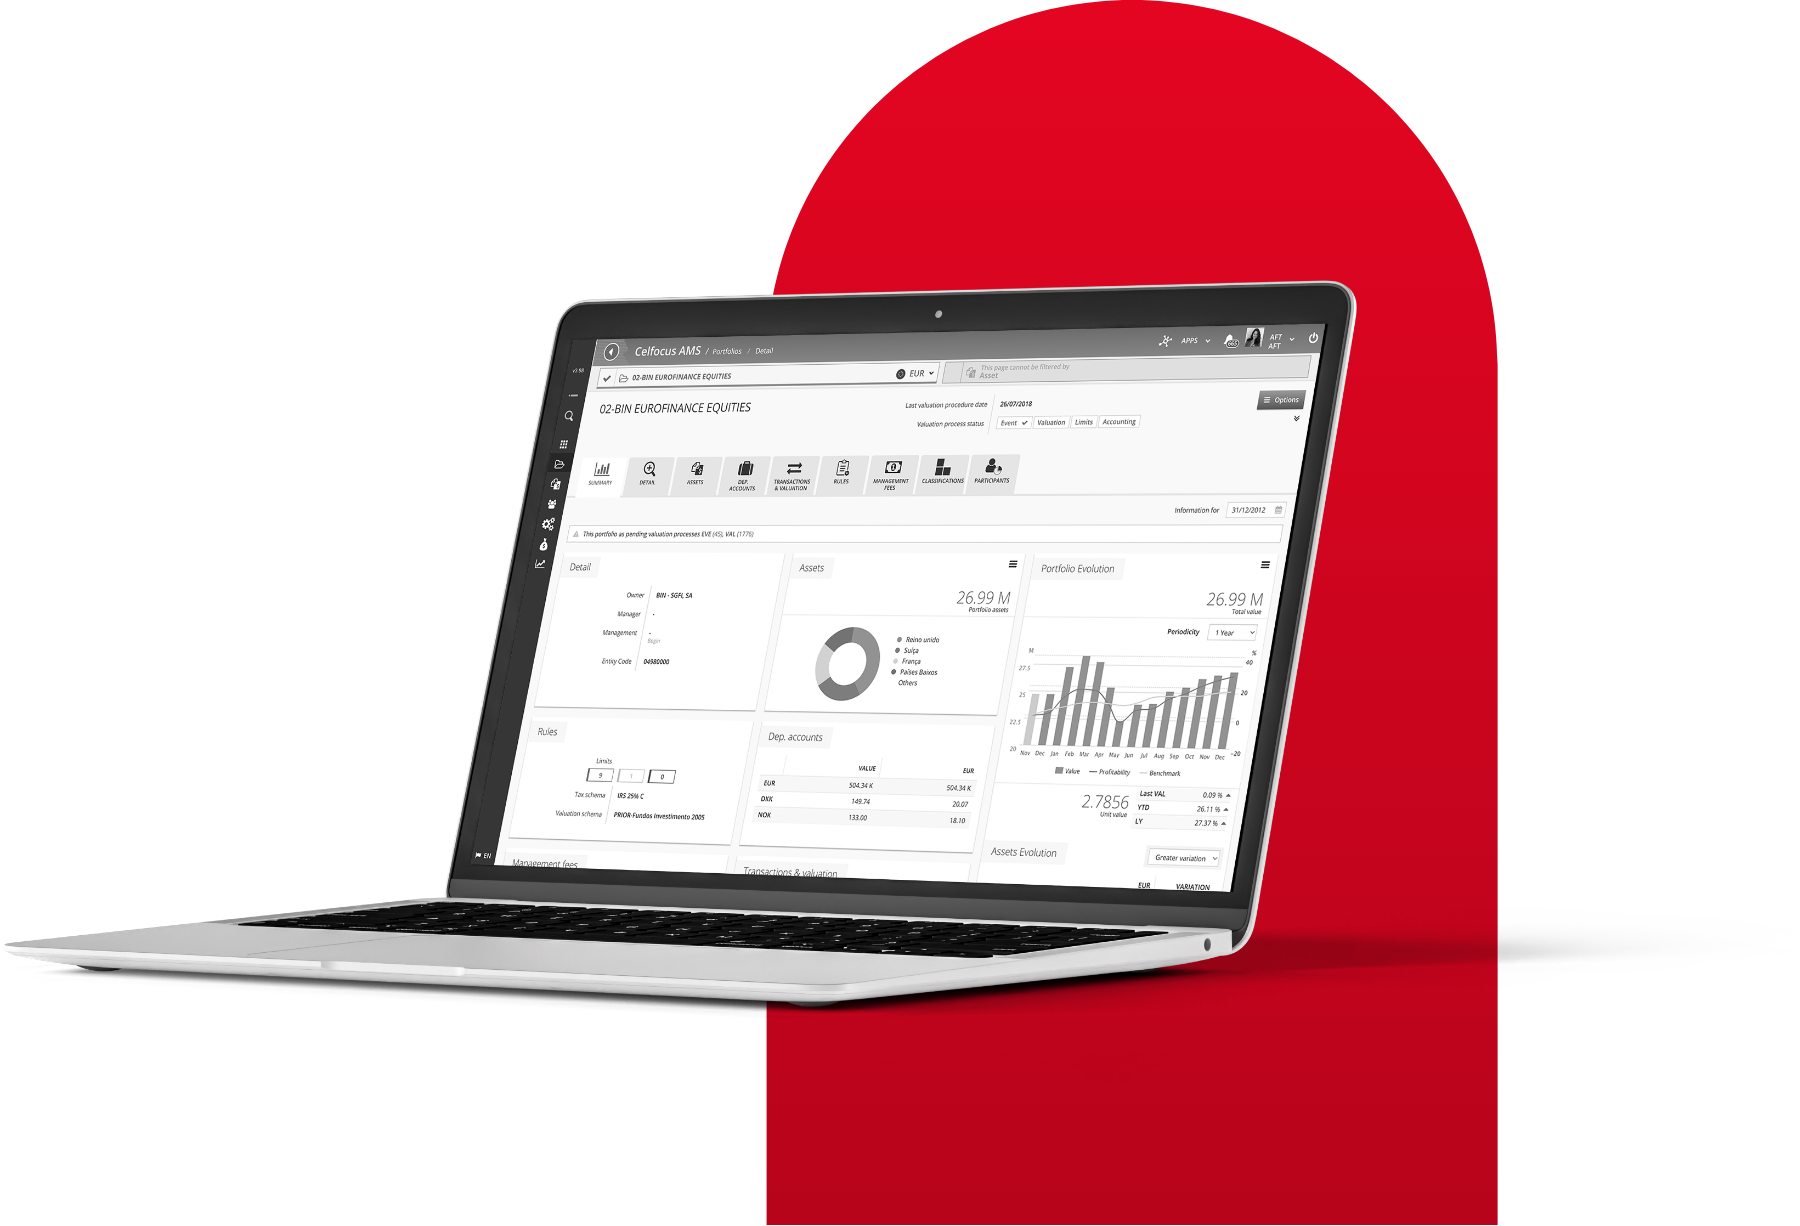 Celfocus AMS / Portfolios / Detail
APPS
665
AFT
AFT
02-BIN EUROFINANCE EQUITIES
EUR
This page cannot be filtered by
Asset
02-BIN EUROFINANCE EQUITIES
Last valuation procedure date 26/07/2018
Valuation process status Event Valuation Limits Accounting
Options
SUMMARY
DETAIL
ASSETS
DEP.
ACCOUNTS
TRANSACTIONS
& VALUATION
RULES
MANAGEMENT
FEES
CLASSIFICATIONS
PARTICIPANTS
Information for 31/12/2012
This portfolio as pending valuation processes EVE (45), VAL (1776)
Detail
Owner BIN - SGFI, SA
Manager -
Management -
Begin
Entity Code 04980000
Assets
26.99 M
Portfolio assets
Reino unido
Suíça
França
Países Baixos
Others
Portfolio Evolution
26.99 M
Total value
Periodicity 1 Year
M %
27.5 40
25 20
22.5 0
20 -20
Nov Dec Jan Feb Mar Apr May Jun Jul Aug Sep Oct Nov Dec
Value Profitability Benchmark
2.7856
Unit value
Last VAL 0.09 %
YTD 26.11 %
LY 27.37 %
Rules
Limits
9 1 0
Tax schema IRS 25% C
Valuation schema PRIOR-Fundos Investimento 2005
Dep. accounts
VALUE EUR
EUR 504.34 K 504.34 K
DKK 149.74 20.07
NOK 133.00 18.10
Assets Evolution
Greater variation
EUR VARIATION
Management fees
Transactions & valuation
EN